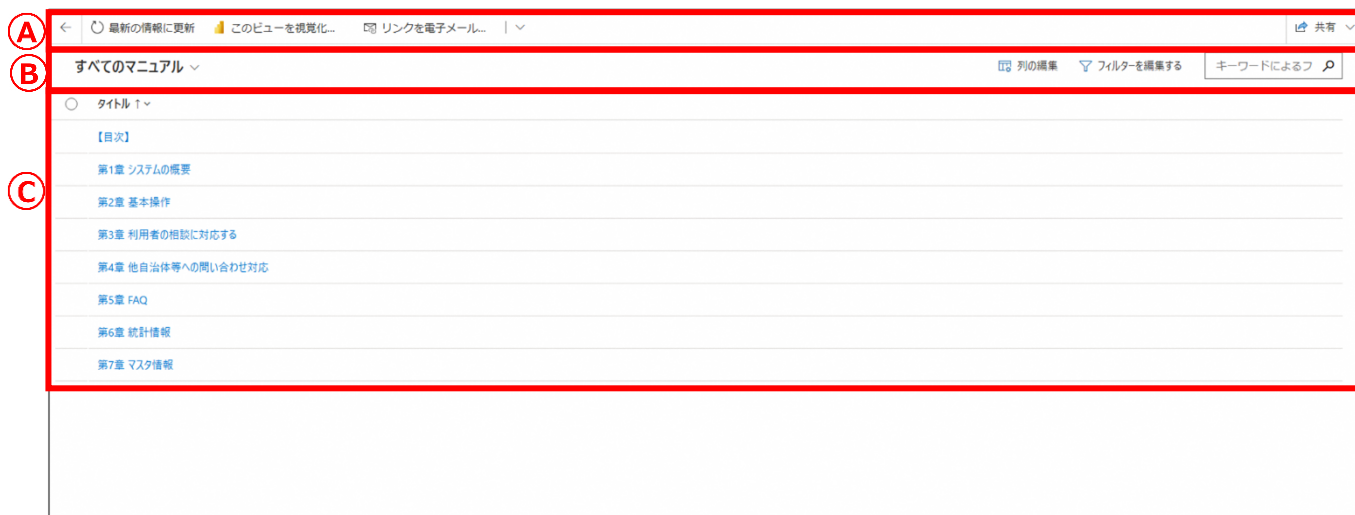 Ⓐ ← 最新の情報に更新 このビューを視覚化... リンクを電子メール... 共有
Ⓑ すべてのマニュアル 列の編集 フィルターを編集する キーワードによるフ
タイトル ↑
【目次】
第1章 システムの概要
Ⓒ
第2章 基本操作
第3章 利用者の相談に対応する
第4章 他自治体等への問い合わせ対応
第5章 FAQ
第6章 統計情報
第7章 マスタ情報